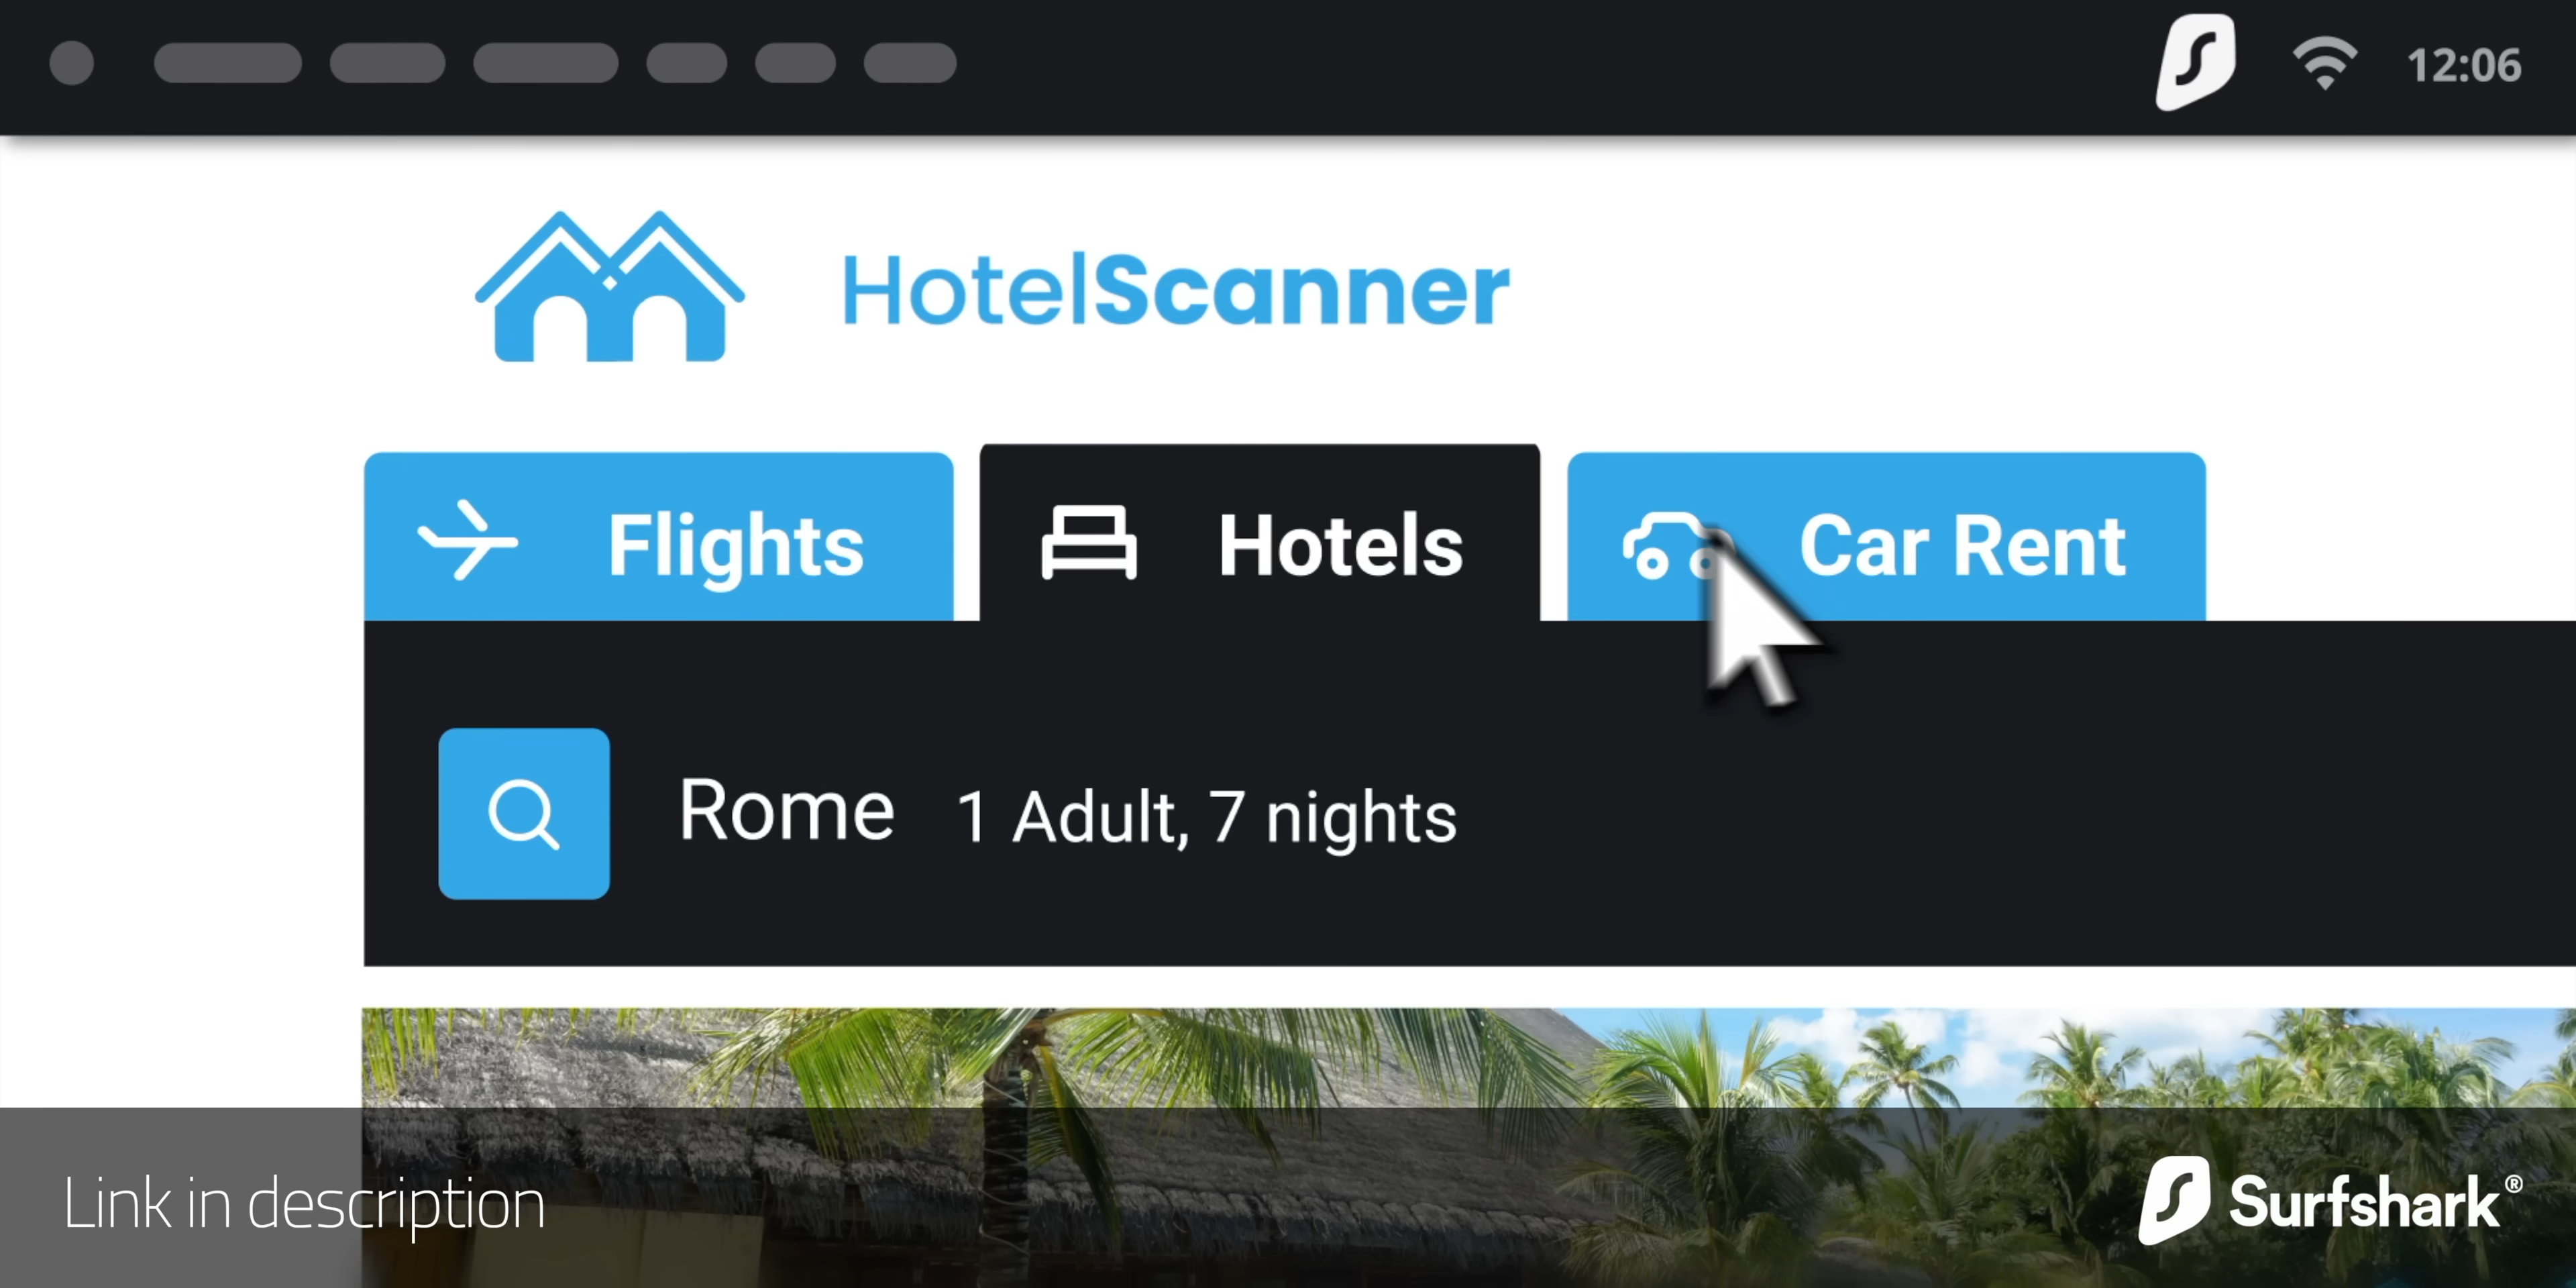 12:06
HotelScanner
Flights
Hotels
Car Rent
Rome 1 Adult, 7 nights
Link in description
Surfshark®